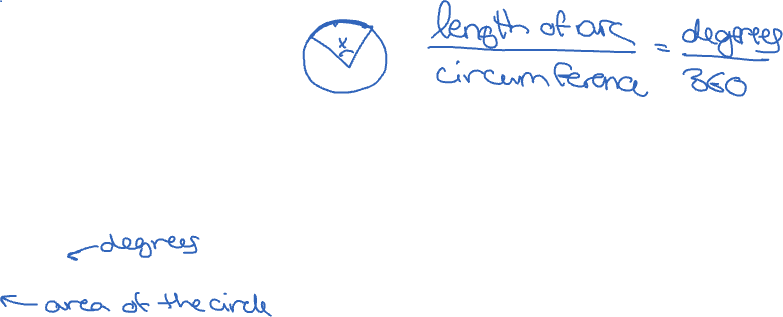 x
length of arc = degrees
circumference 360
degrees
area of the circle